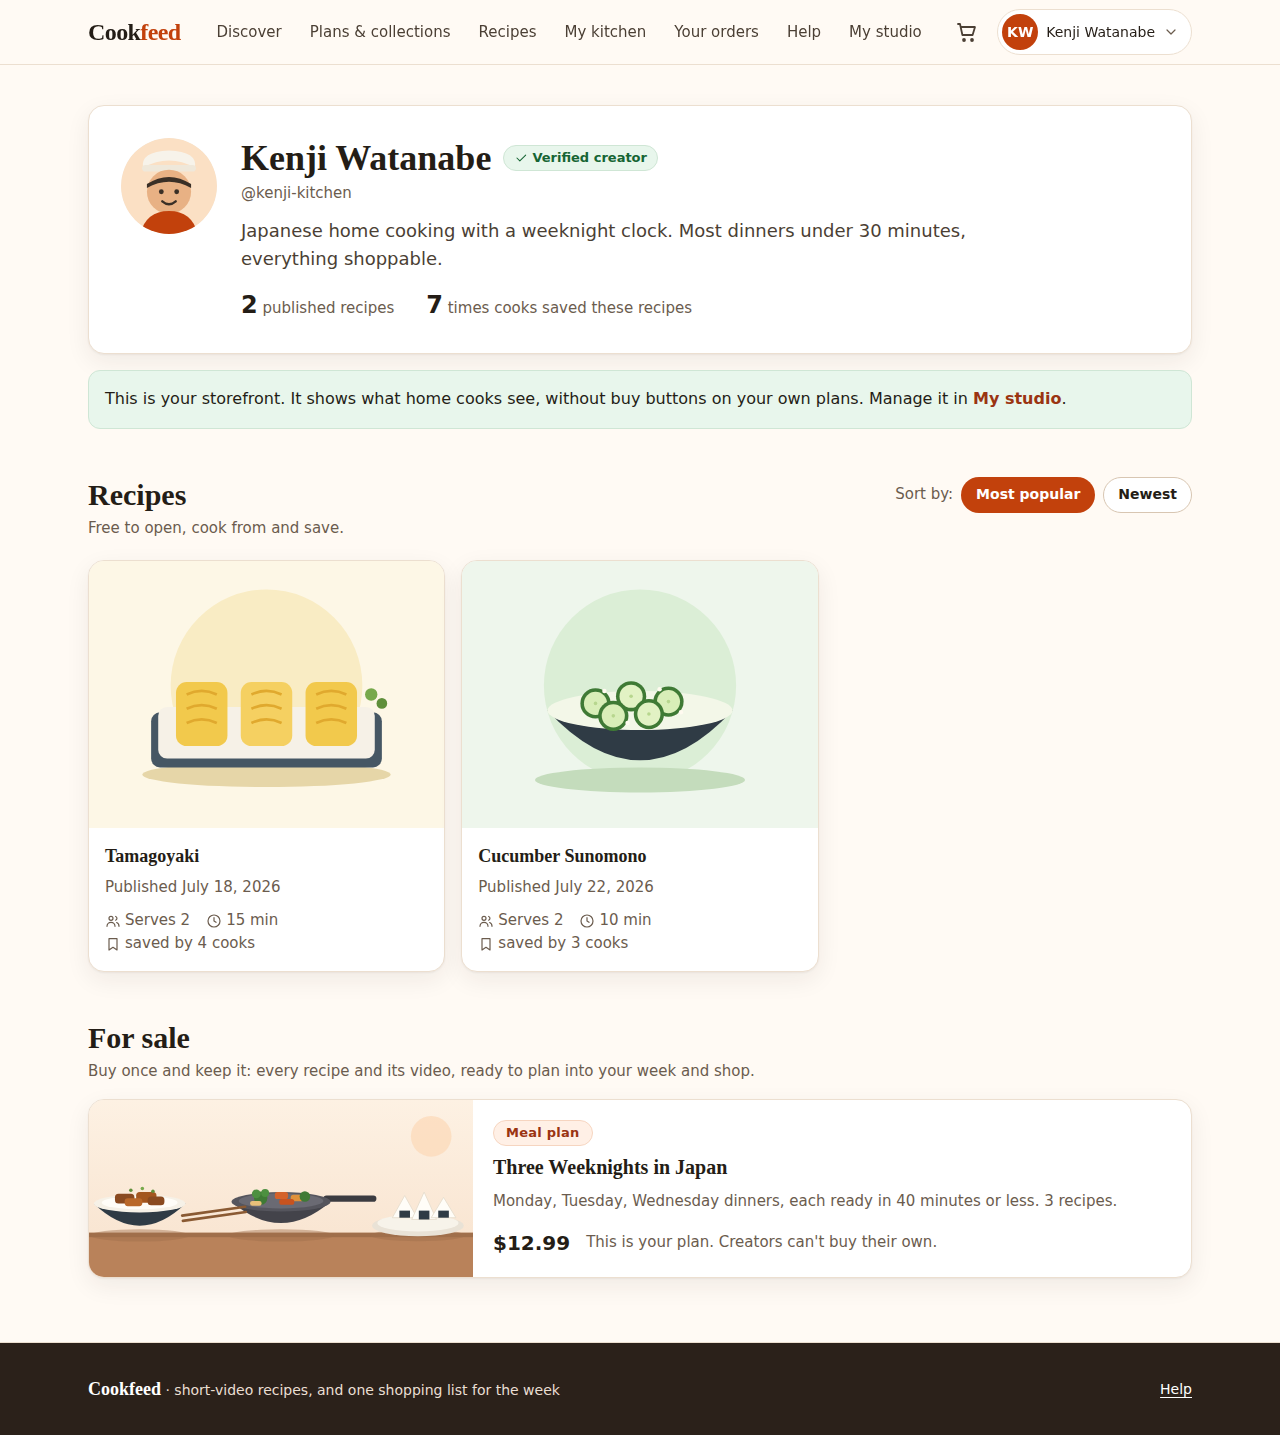 Cookfeed Discover Plans & collections Recipes My kitchen Your orders Help My studio KW Kenji Watanabe
Kenji Watanabe Verified creator
@kenji-kitchen
Japanese home cooking with a weeknight clock. Most dinners under 30 minutes,
everything shoppable.
2 published recipes 7 times cooks saved these recipes
This is your storefront. It shows what home cooks see, without buy buttons on your own plans. Manage it in My studio.
Recipes
Sort by: Most popular Newest
Free to open, cook from and save.
Tamagoyaki
Published July 18, 2026
Serves 2 15 min
saved by 4 cooks
Cucumber Sunomono
Published July 22, 2026
Serves 2 10 min
saved by 3 cooks
For sale
Buy once and keep it: every recipe and its video, ready to plan into your week and shop.
Meal plan
Three Weeknights in Japan
Monday, Tuesday, Wednesday dinners, each ready in 40 minutes or less. 3 recipes.
$12.99 This is your plan. Creators can't buy their own.
Cookfeed · short-video recipes, and one shopping list for the week Help